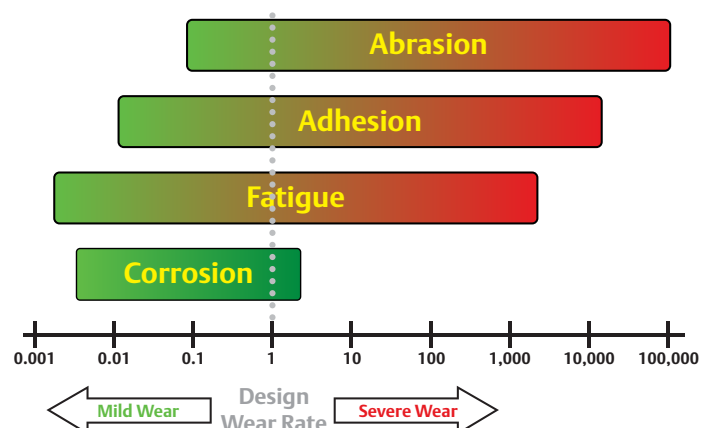 Abrasion
Adhesion
Fatigue
Corrosion
0.001 0.01 0.1 1 10 100 1,000 10,000 100,000
Mild Wear Design Wear Rate Severe Wear